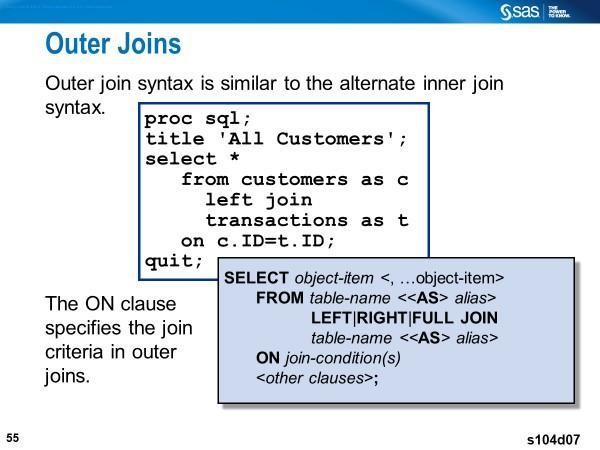 sas THE POWER TO KNOW.
Outer Joins
Outer join syntax is similar to the alternate inner join
syntax.
proc sql;
title 'All Customers';
select *
from customers as c
left join
transactions as t
on c.ID=t.ID;
quit;
SELECT object-item <, …object-item>
FROM table-name <<AS> alias>
LEFT|RIGHT|FULL JOIN
table-name <<AS> alias>
ON join-condition(s)
<other clauses>;
The ON clause
specifies the join
criteria in outer
joins.
55
s104d07